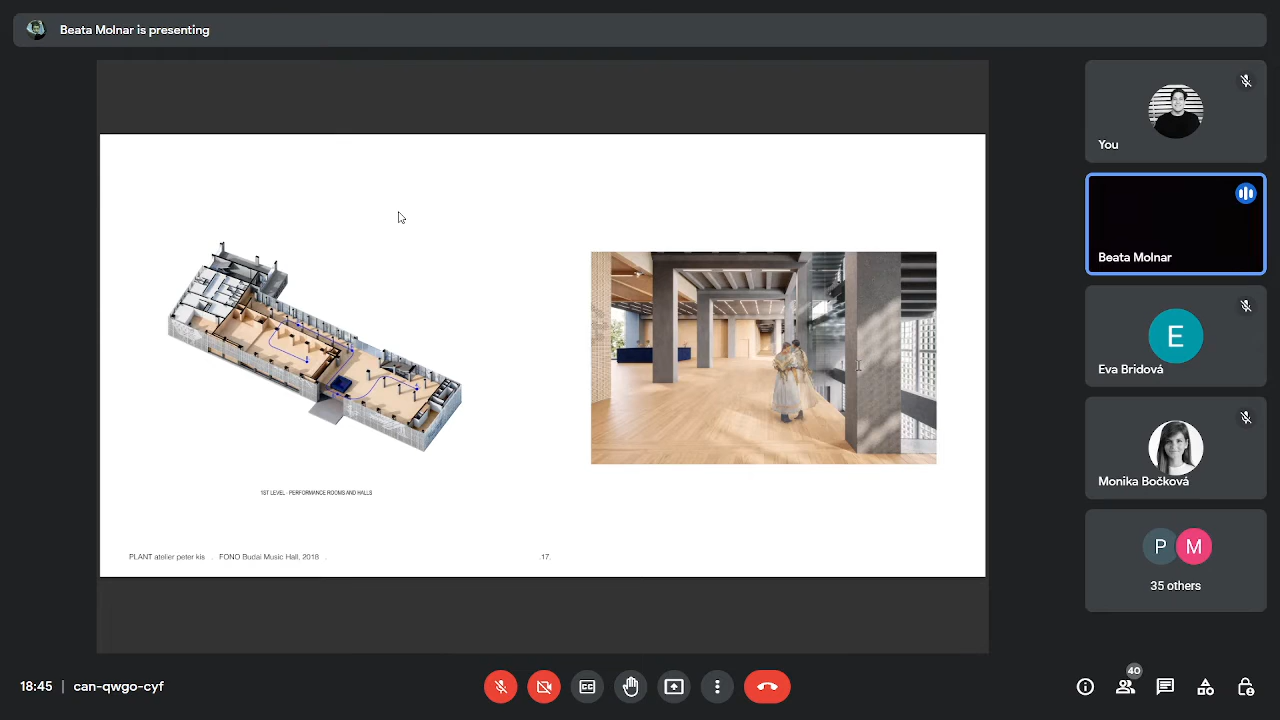 Beata Molnar is presenting
You
Beata Molnar
E
Eva Bridová
Monika Bočková
P M
35 others
1ST LEVEL - PERFORMANCE ROOMS AND HALLS
PLANT atelier peter kis . FONO Budai Music Hall, 2018 .
17.
18:45 | can-qwgo-cyf
CC
40